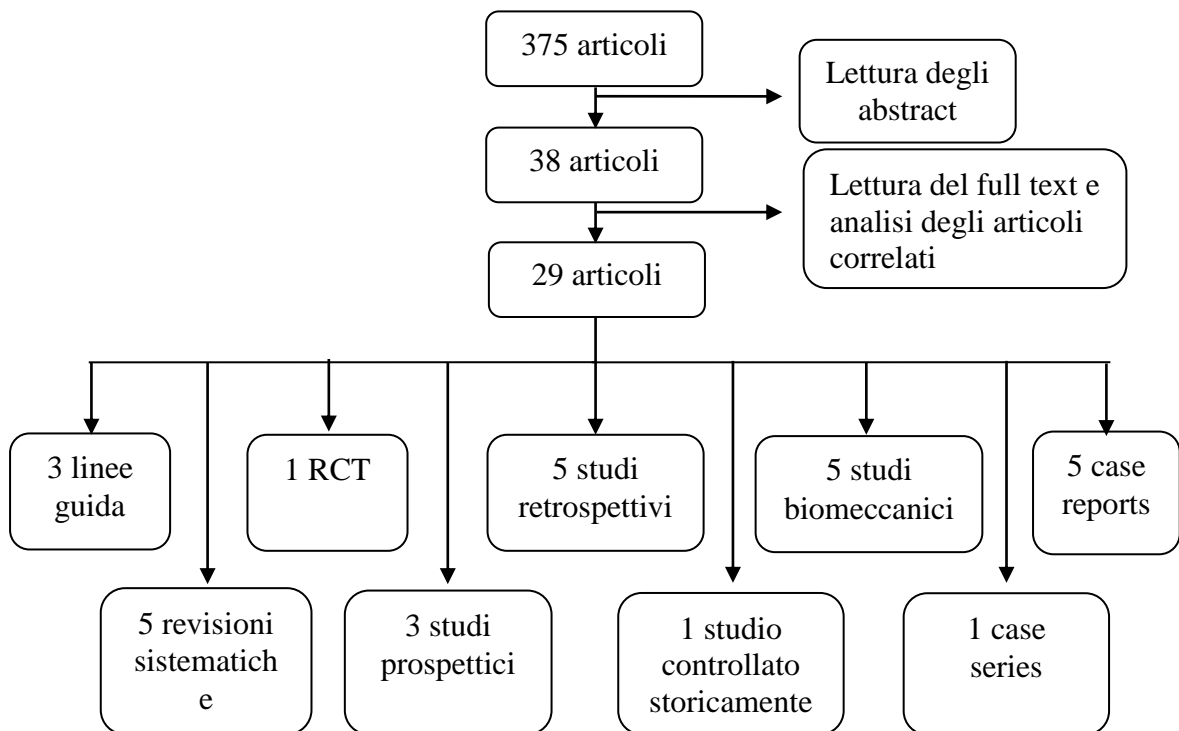 375 articoli
Lettura degli
abstract
38 articoli
Lettura del full text e
analisi degli articoli
correlati
29 articoli
3 linee
guida
1 RCT
5 studi
retrospettivi
5 studi
biomeccanici
5 case
reports
5 revisioni
sistematich
e
3 studi
prospettici
1 studio
controllato
storicamente
1 case
series